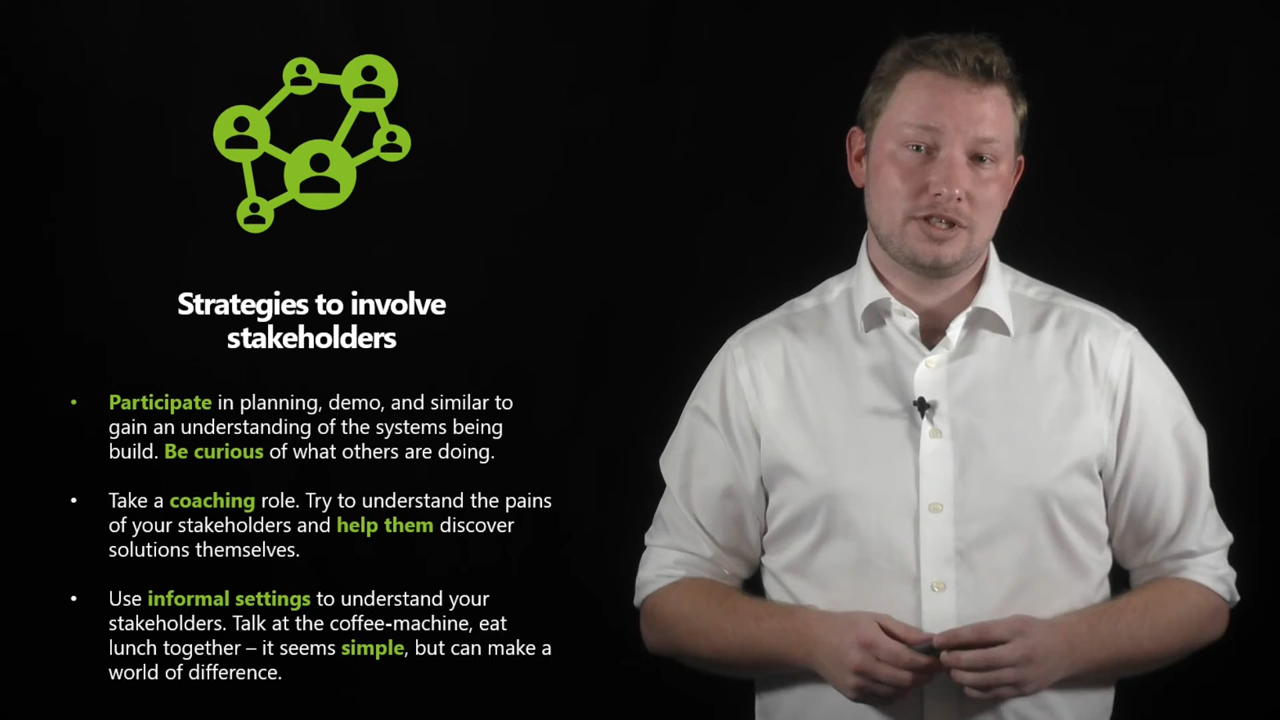 Strategies to involve
stakeholders
• Participate in planning, demo, and similar to
gain an understanding of the systems being
build. Be curious of what others are doing.
• Take a coaching role. Try to understand the pains
of your stakeholders and help them discover
solutions themselves.
• Use informal settings to understand your
stakeholders. Talk at the coffee-machine, eat
lunch together – it seems simple, but can make a
world of difference.